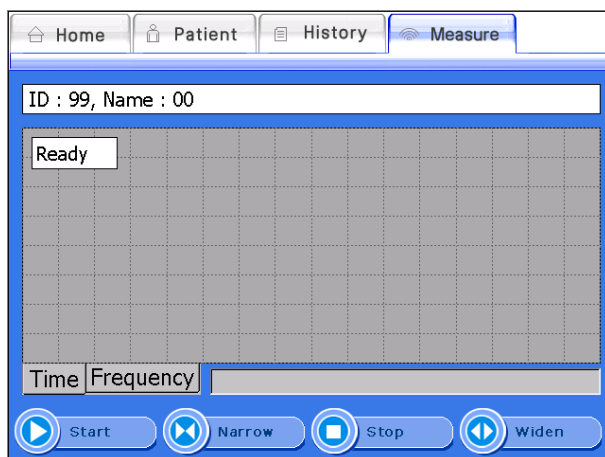 Home Patient History Measure
ID : 99, Name : 00
Ready
Time Frequency
Start Narrow Stop Widen